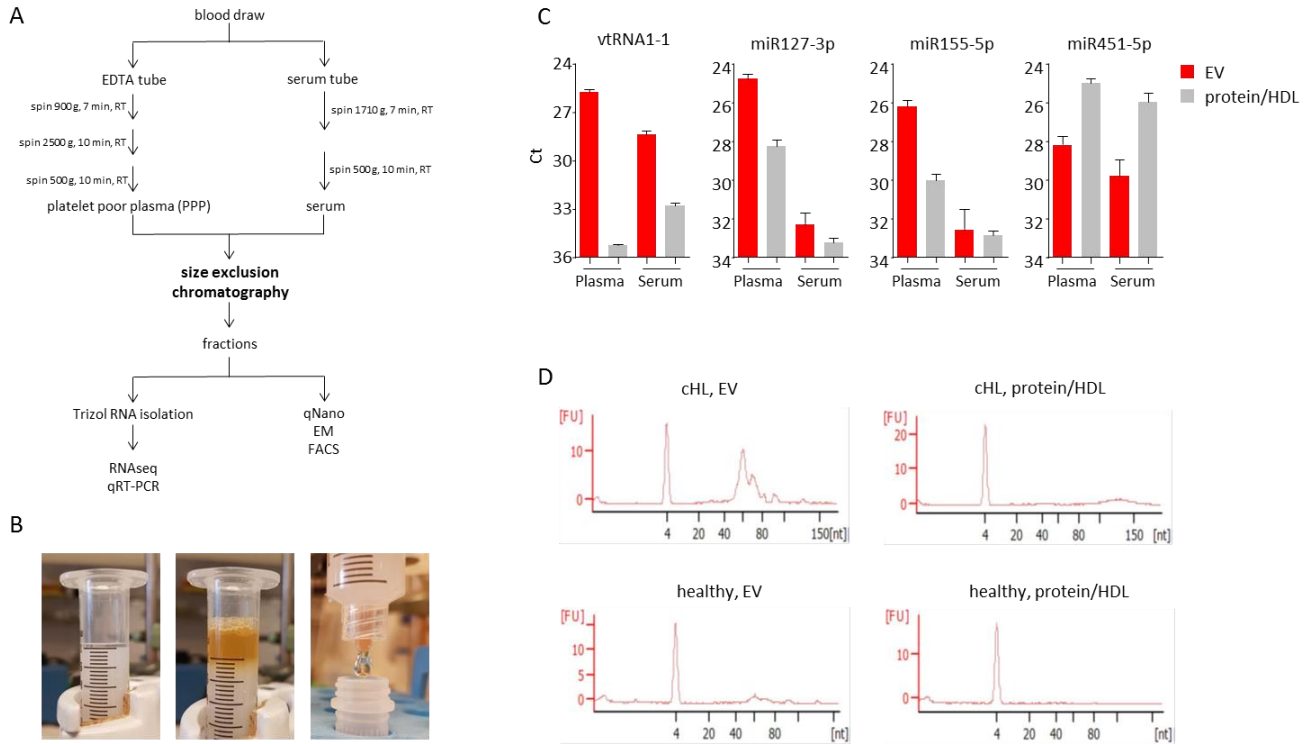 A
blood draw
EDTA tube
serum tube
spin 900g, 7 min, RT
spin 1710 g, 7 min, RT
spin 2500 g, 10 min, RT
spin 500g, 10 min, RT
spin 500g, 10 min, RT
platelet poor plasma (PPP)
serum
size exclusion
chromatography
fractions
Trizol RNA isolation
qNano
EM
FACS
RNAseq
qRT-PCR
B
C
vtRNA1-1
miR127-3p
miR155-5p
miR451-5p
EV
protein/HDL
Ct
24
27
30
33
36
Plasma
Serum
24
26
28
30
32
34
Plasma
Serum
24
26
28
30
32
34
Plasma
Serum
24
26
28
30
32
34
Plasma
Serum
D
cHL, EV
[FU]
10
0
4 20 40 80 150[nt]
cHL, protein/HDL
[FU]
20
10
0
4 20 40 80 150 [nt]
healthy, EV
[FU]
10
5
0
4 20 40 80 [nt]
healthy, protein/HDL
[FU]
10
0
4 20 40 80 [nt]